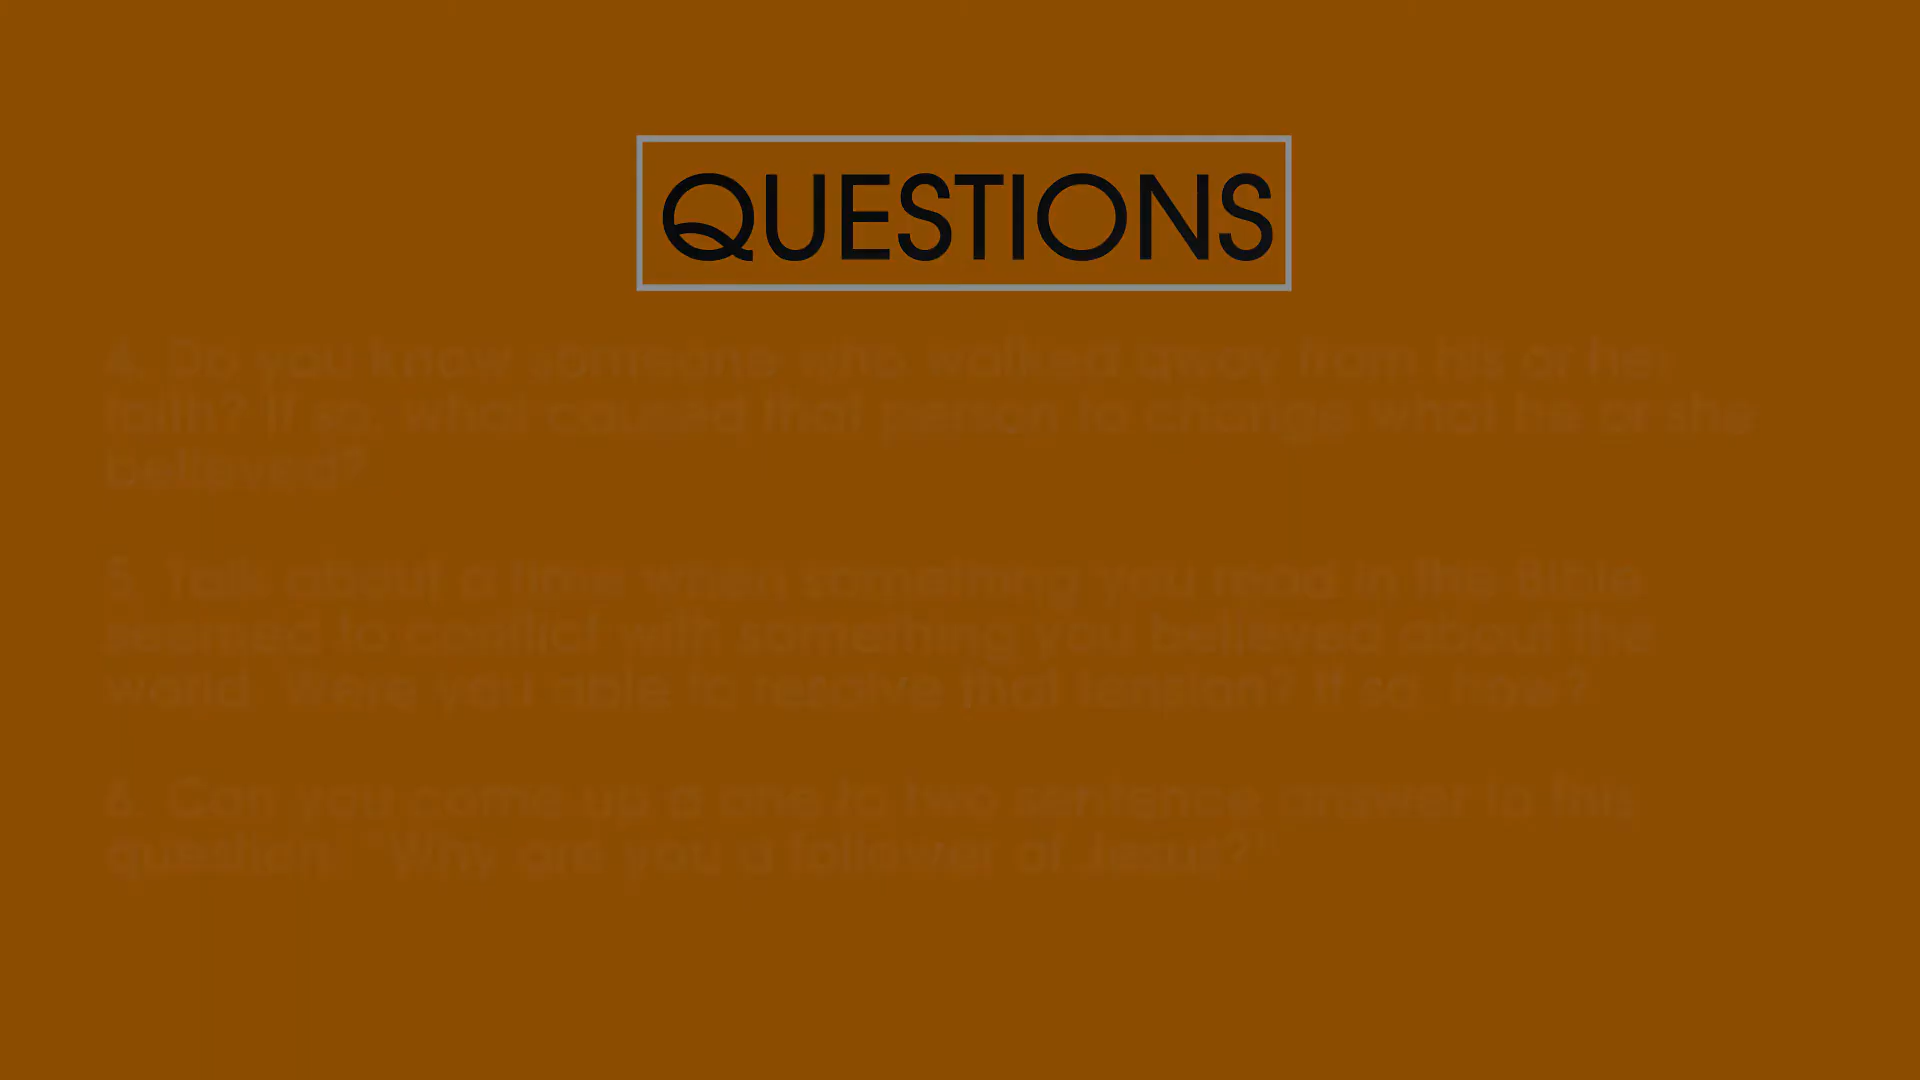 QUESTIONS
4. Do you know someone who walked away from his or her
faith? If so, what caused that person to change what he or she
believed?
5. Talk about a time when something you read in the Bible
seemed to conflict with something you believed about the
world. Were you able to resolve that tension? If so, how?
6. Can you come up a one to two sentence answer to this
question: "Why are you a follower of Jesus?"